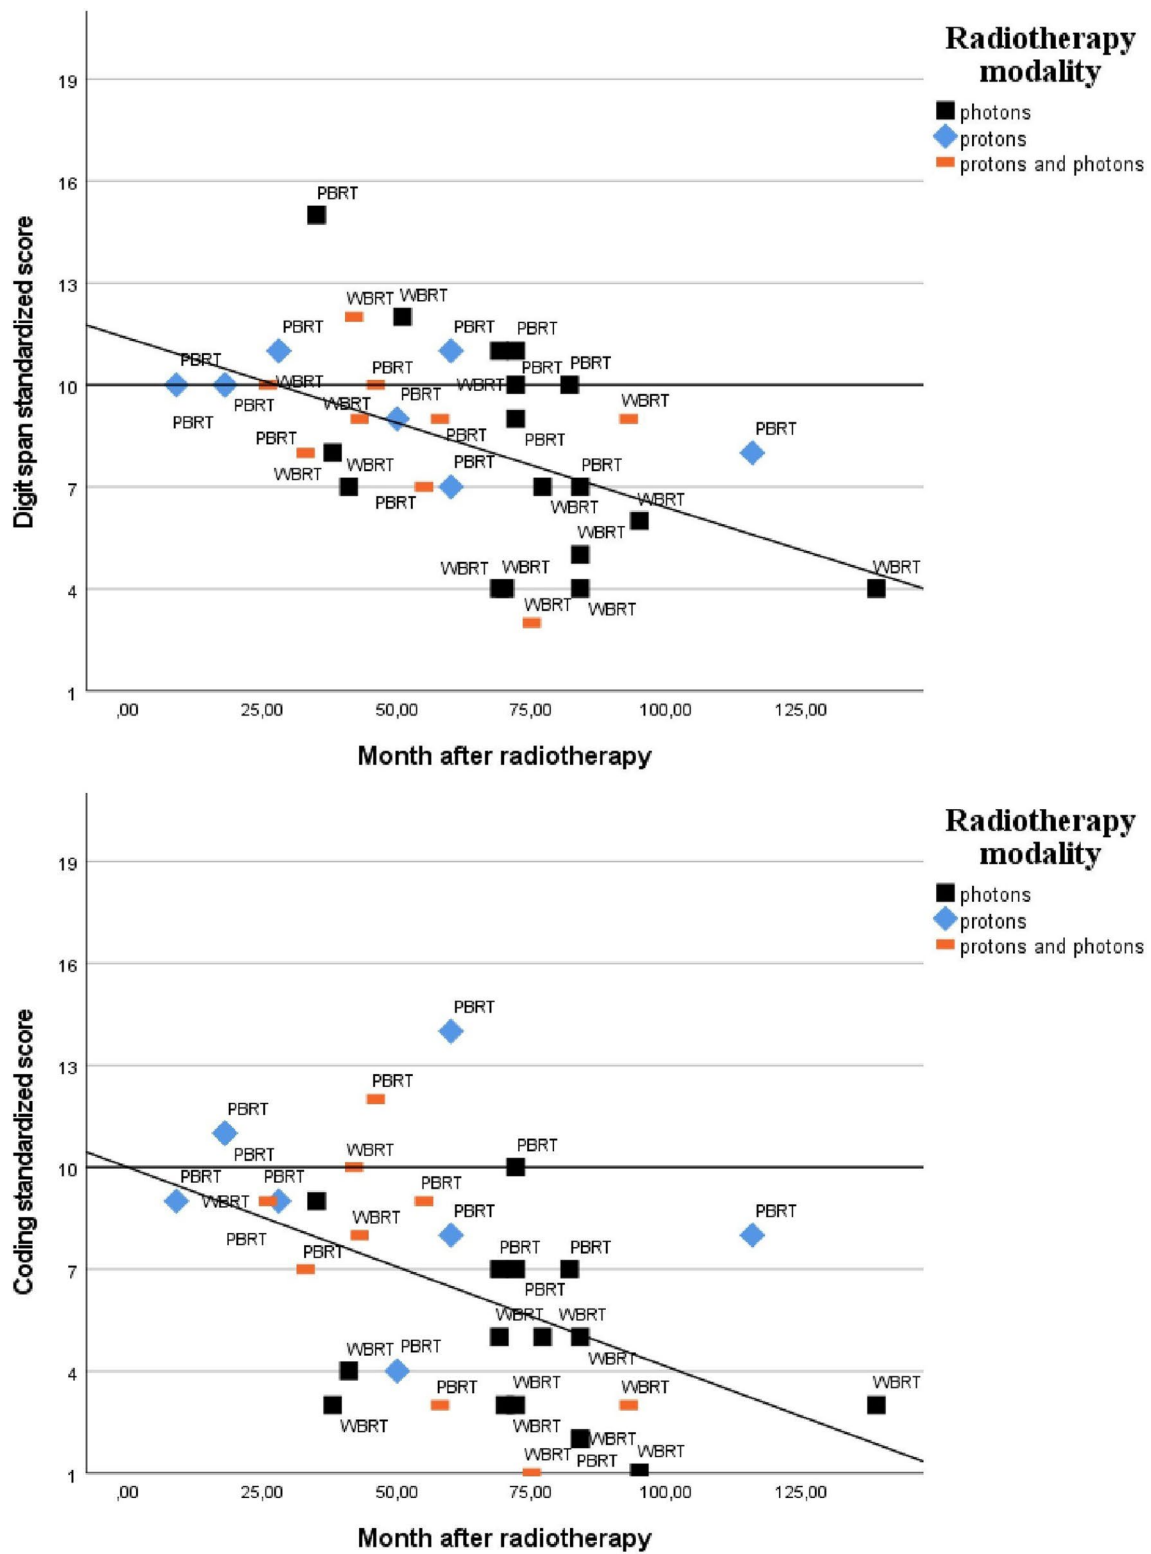 Radiotherapy
modality
photons
protons
protons and photons
Digit span standardized score
19
16
13
10
7
4
1
PBRT
WBRT WBRT
PBRT PBRT PBRT
PBRT WBRT PBRT WBRT PBRT PBRT
PBRT PBRT WBRT PBRT WBRT
PBRT PBRT PBRT PBRT
WBRT WBRT PBRT PBRT
PBRT WBRT WBRT
WBRT
WBRT WBRT WBRT
WBRT WBRT
,00 25,00 50,00 75,00 100,00 125,00
Month after radiotherapy
Radiotherapy
modality
photons
protons
protons and photons
Coding standardized score
19
16
13
10
7
4
1
PBRT
PBRT
PBRT
PBRT WBRT PBRT
PBRT PBRT PBRT
WBRT WBRT PBRT PBRT
PBRT PBRT PBRT PBRT
PBRT
WBRT WBRT
WBRT PBRT WBRT
PBRT WBRT WBRT WBRT
WBRT WBRT WBRT
WBRT PBRT WBRT
,00 25,00 50,00 75,00 100,00 125,00
Month after radiotherapy